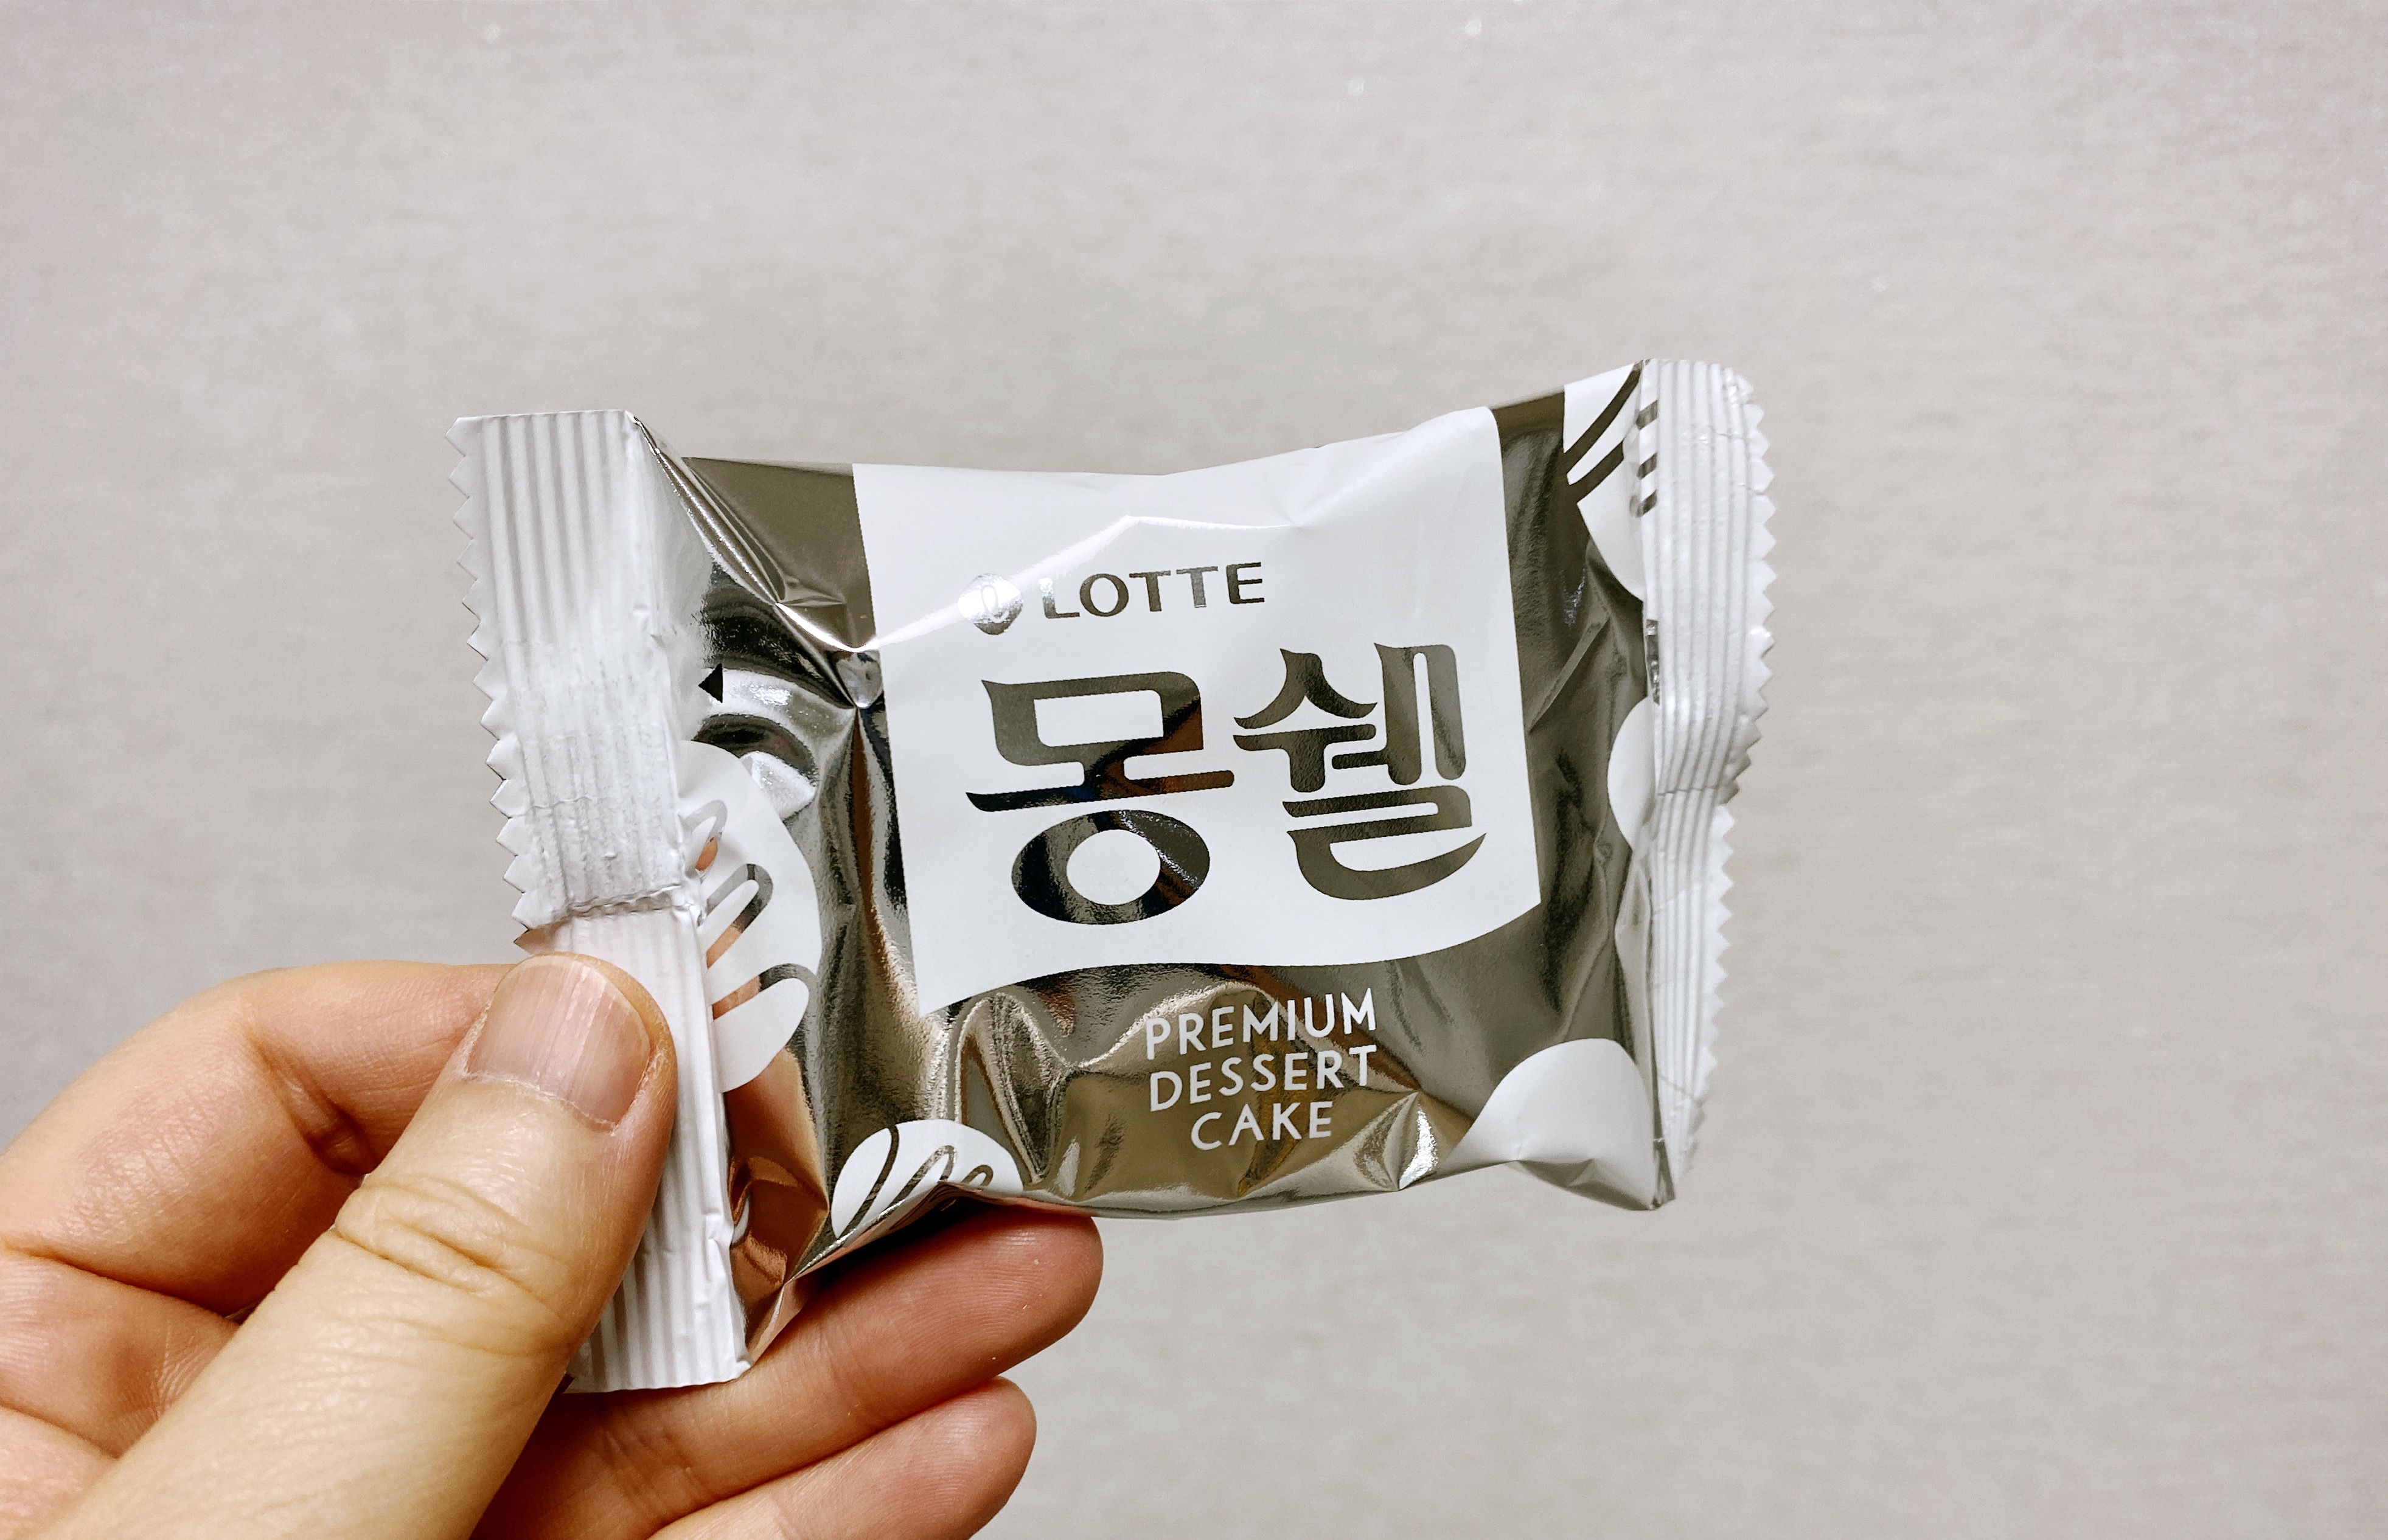 LOTTE
몽쉘
PREMIUM
DESSERT
CAKE